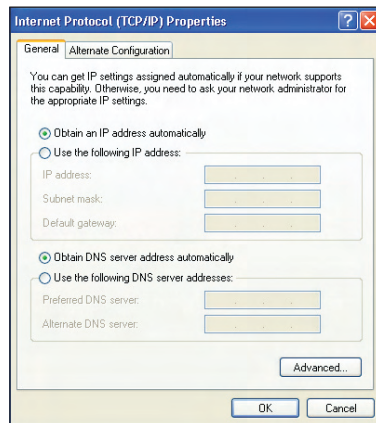 Internet Protocol (TCP/IP) Properties
General
Alternate Configuration
You can get IP settings assigned automatically if your network supports
this capability. Otherwise, you need to ask your network administrator for
the appropriate IP settings.
Obtain an IP address automatically
Use the following IP address:
IP address:
Subnet mask:
Default gateway:
Obtain DNS server address automatically
Use the following DNS server addresses:
Preferred DNS server:
Alternate DNS server:
Advanced...
OK
Cancel